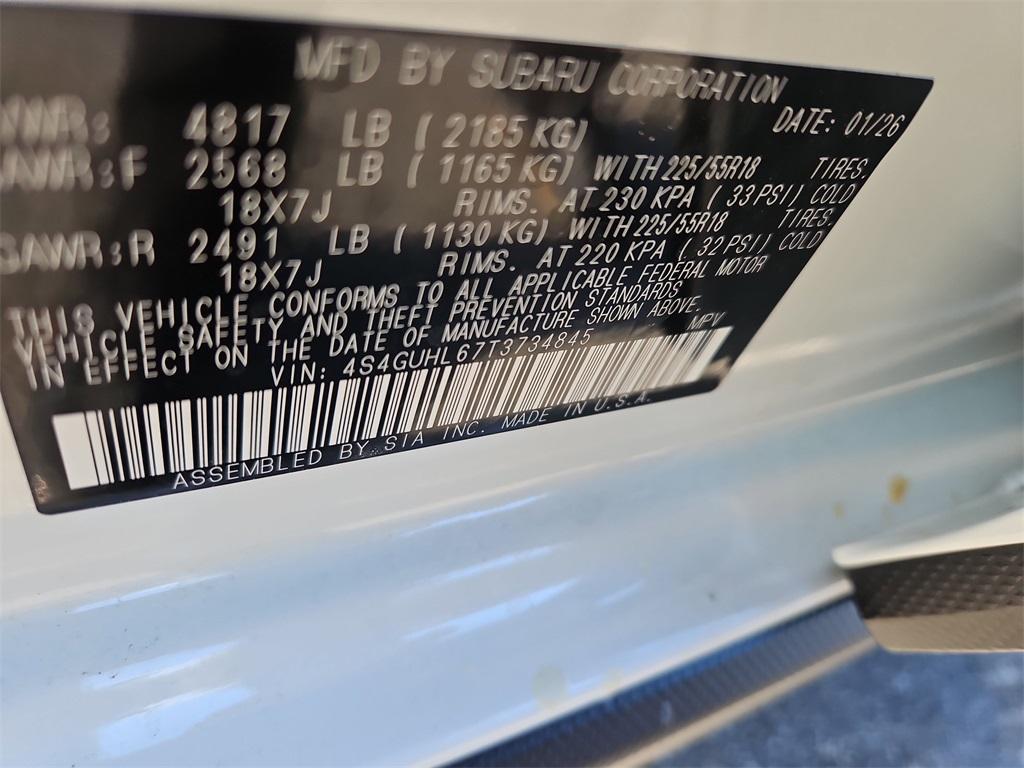 MFD BY SUBARU CORPORATION
DATE: 01/26
4817 LB ( 2185 KG)
F 2568 LB ( 1165 KG) WITH 225/55R18 TIRES.
18X7J RIMS. AT 230 KPA ( 33 PSI) COLD
GAWR:R 2491 LB ( 1130 KG) WITH 225/55R18 TIRES.
18X7J RIMS. AT 220 KPA ( 32 PSI) COLD
THIS VEHICLE CONFORMS TO ALL APPLICABLE FEDERAL MOTOR
VEHICLE SAFETY AND THEFT PREVENTION STANDARDS
IN EFFECT ON THE DATE OF MANUFACTURE SHOWN ABOVE.
VIN: 4S4GUHL67T3734845 MPV
ASSEMBLED BY SIA INC. MADE IN U.S.A.